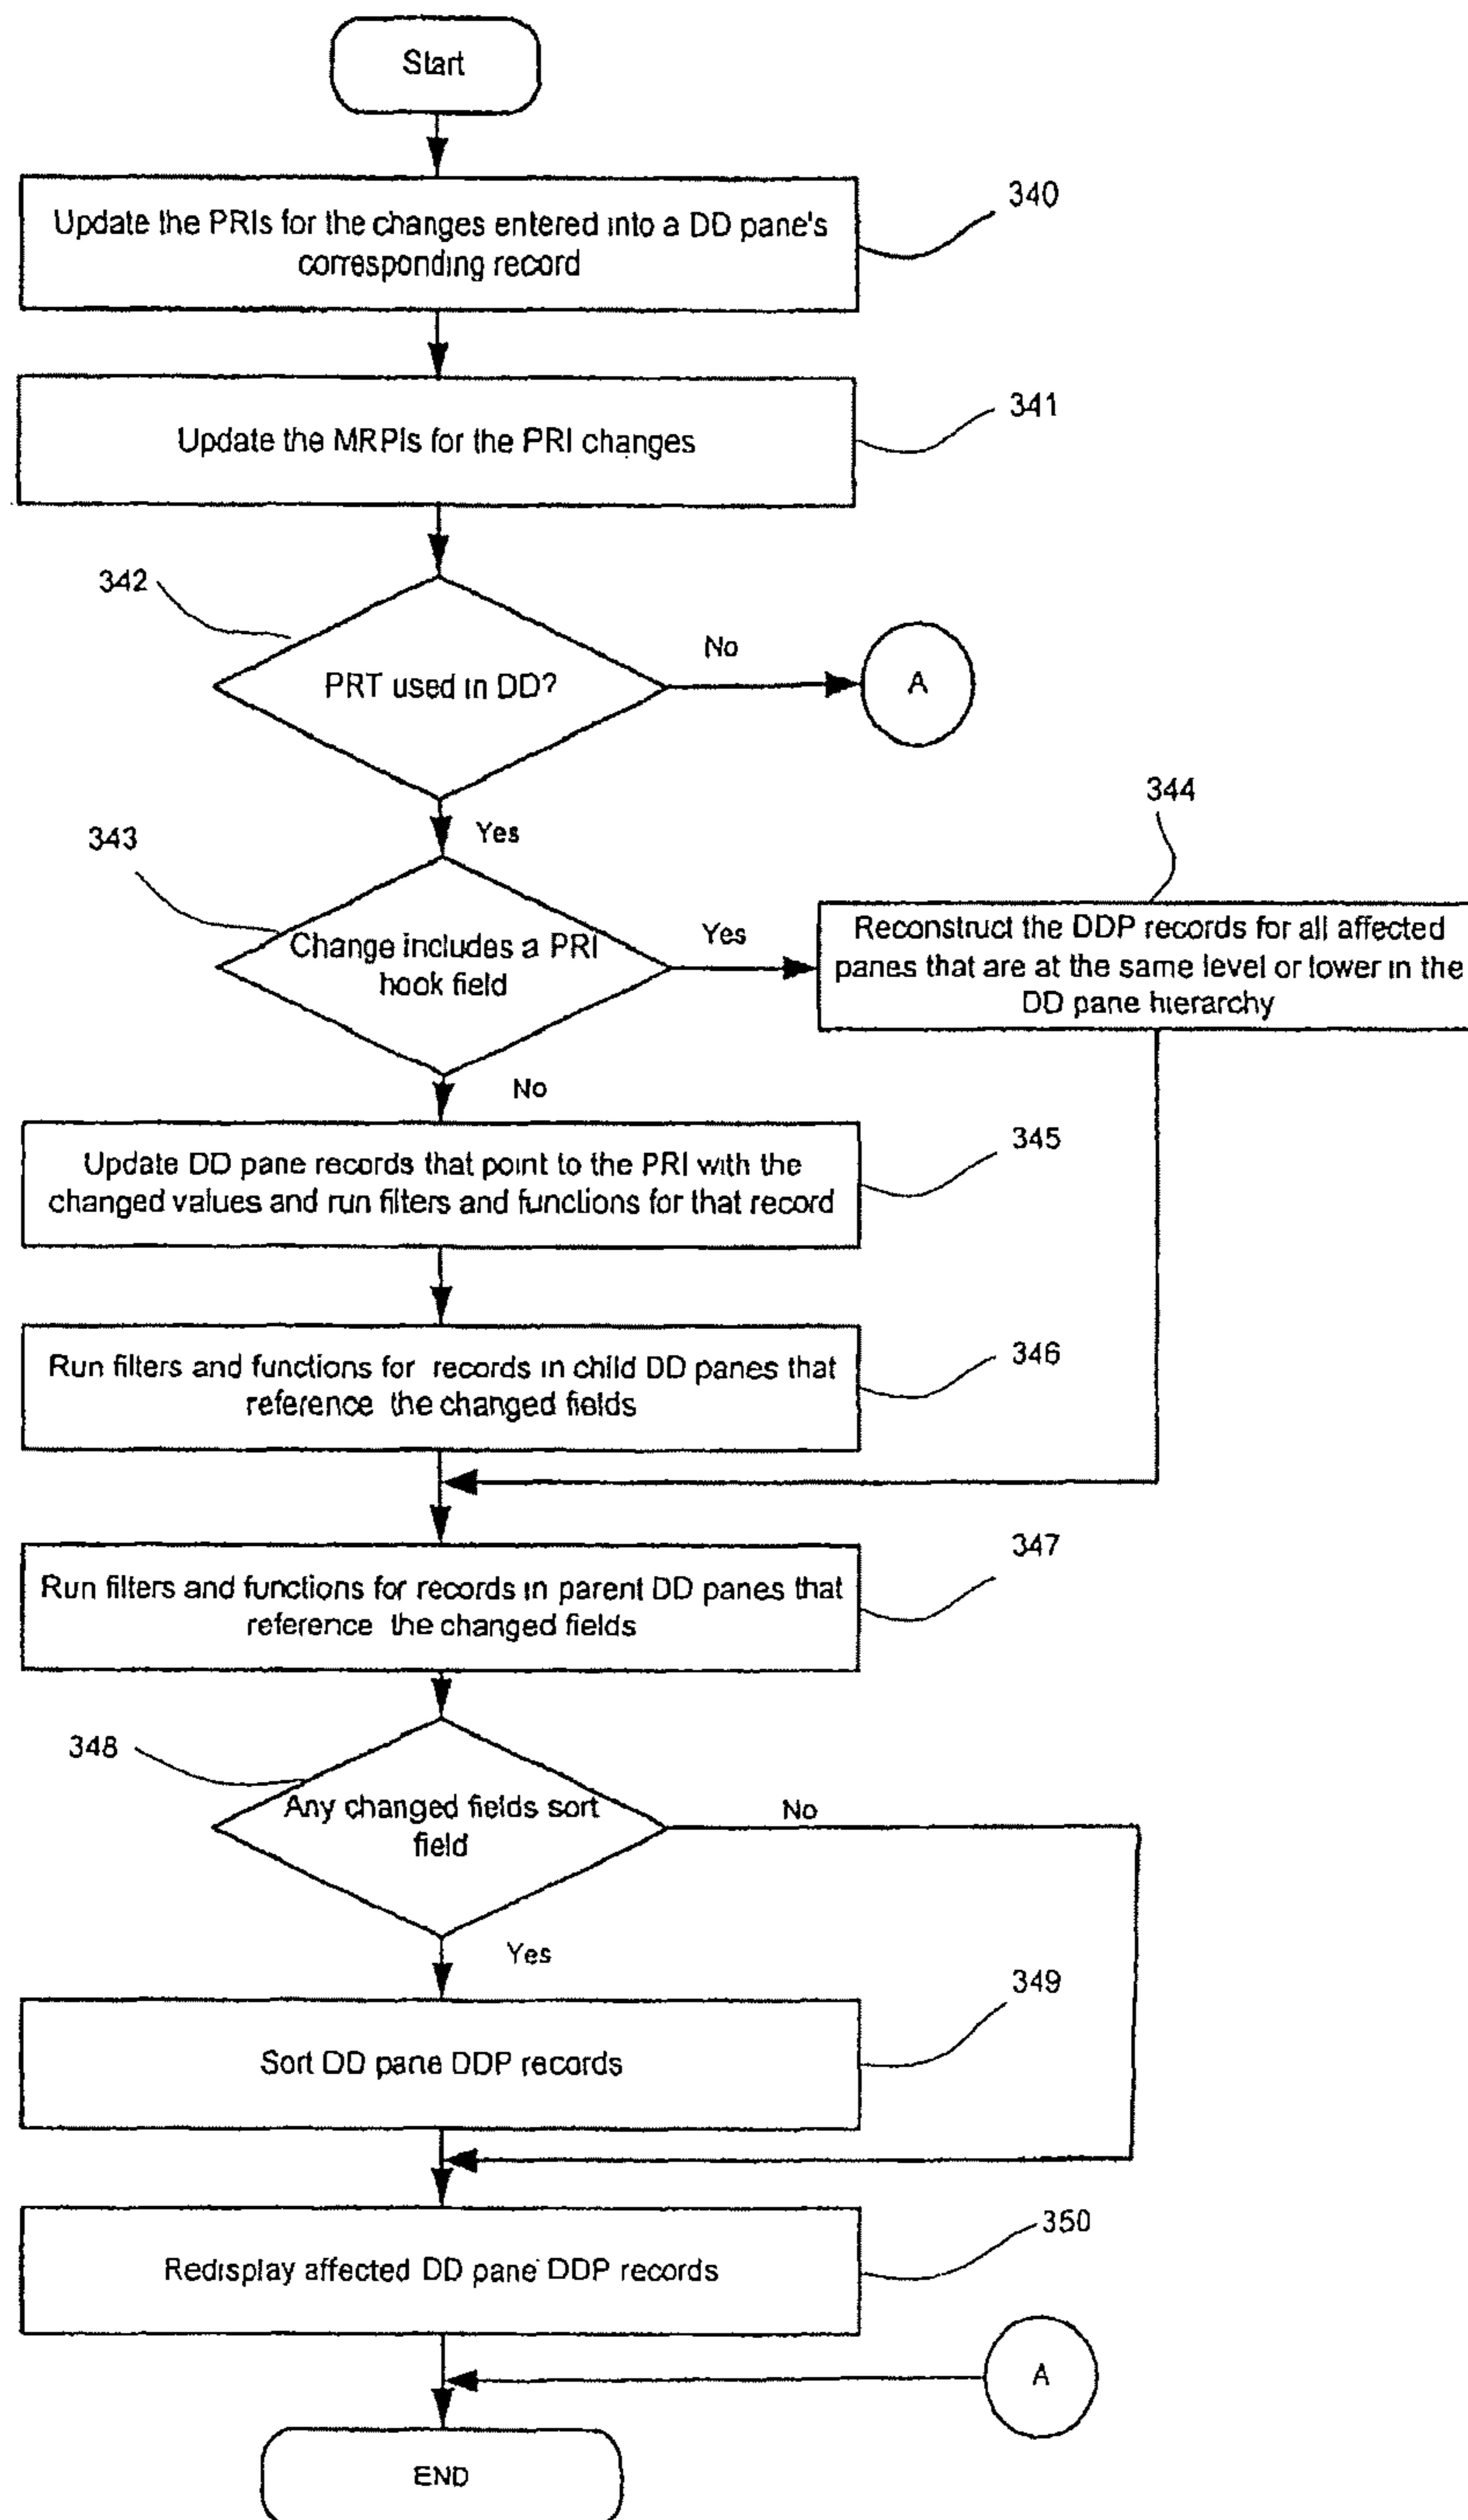 Start
Update the PRIs for the changes entered into a DD pane's
corresponding record
340
Update the MRPIs for the PRI changes
341
342
PRT used in DD?
No
A
Yes
343
344
Change includes a PRI
hook field
Yes
Reconstruct the DDP records for all affected
panes that are at the same level or lower in the
DD pane hierarchy
No
Update DD pane records that point to the PRI with the
changed values and run filters and functions for that record
345
Run filters and functions for records in child DD panes that
reference the changed fields
346
Run filters and functions for records in parent DD panes that
reference the changed fields
347
348
Any changed fields sort
field
No
Yes
Sort DD pane DDP records
349
Redisplay affected DD pane DDP records
350
A
END